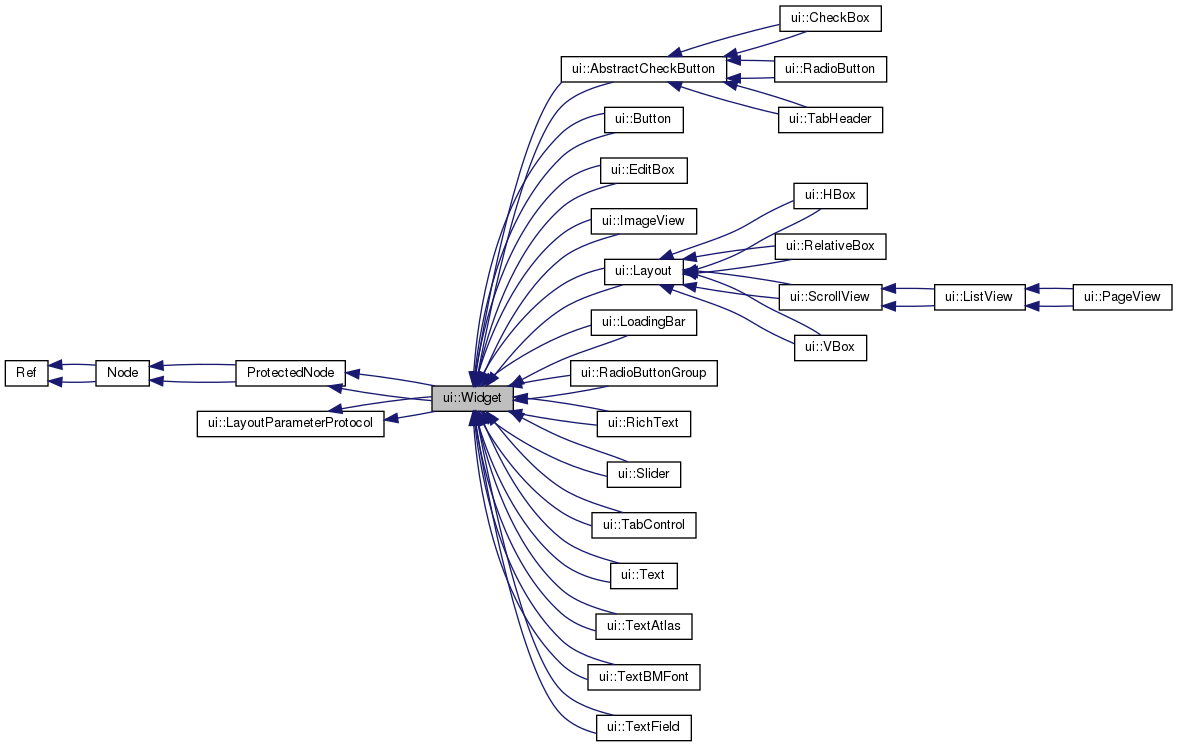 ui::CheckBox
ui::AbstractCheckButton
ui::RadioButton
ui::TabHeader
ui::Button
ui::EditBox
ui::HBox
ui::ImageView
ui::RelativeBox
ui::Layout
ui::ScrollView
ui::ListView
ui::PageView
ui::LoadingBar
ui::VBox
Ref
Node
ProtectedNode
ui::RadioButtonGroup
ui::Widget
ui::LayoutParameterProtocol
ui::RichText
ui::Slider
ui::TabControl
ui::Text
ui::TextAtlas
ui::TextBMFont
ui::TextField